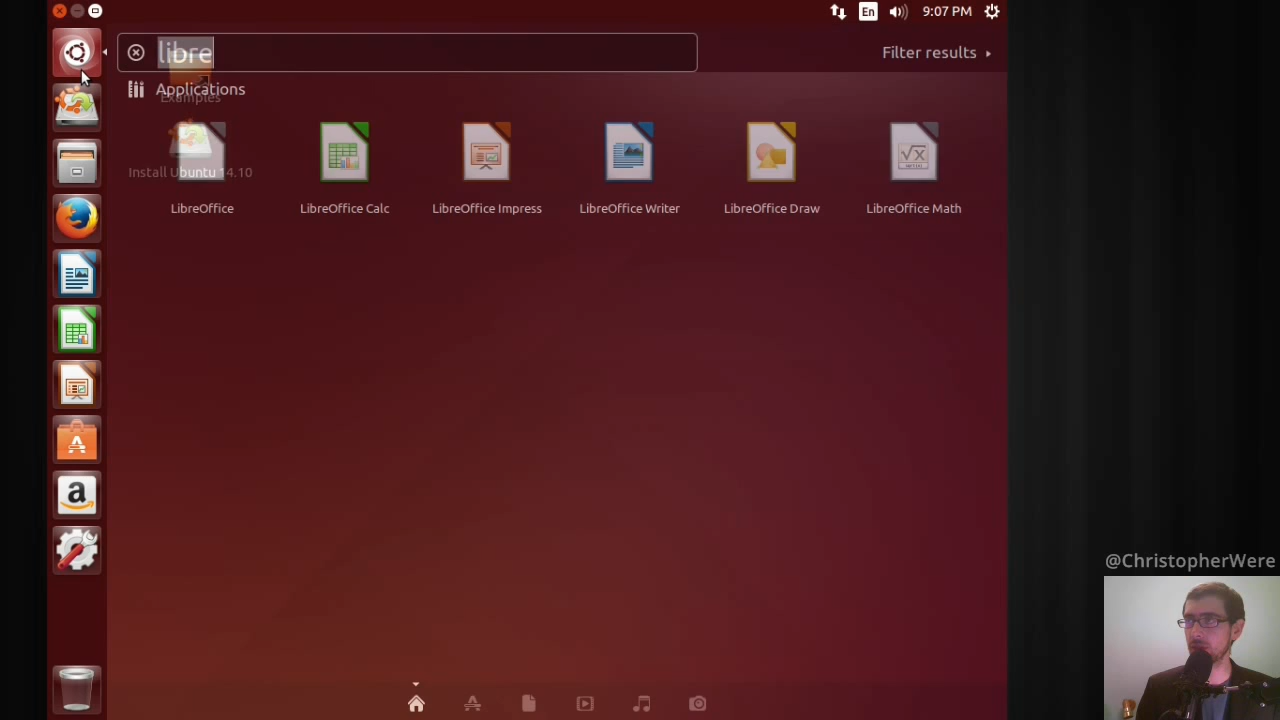 En
9:07 PM
libre
Filter results
Applications
Examples
Install Ubuntu 14.10
LibreOffice
LibreOffice Calc
LibreOffice Impress
LibreOffice Writer
LibreOffice Draw
LibreOffice Math
@ChristopherWere